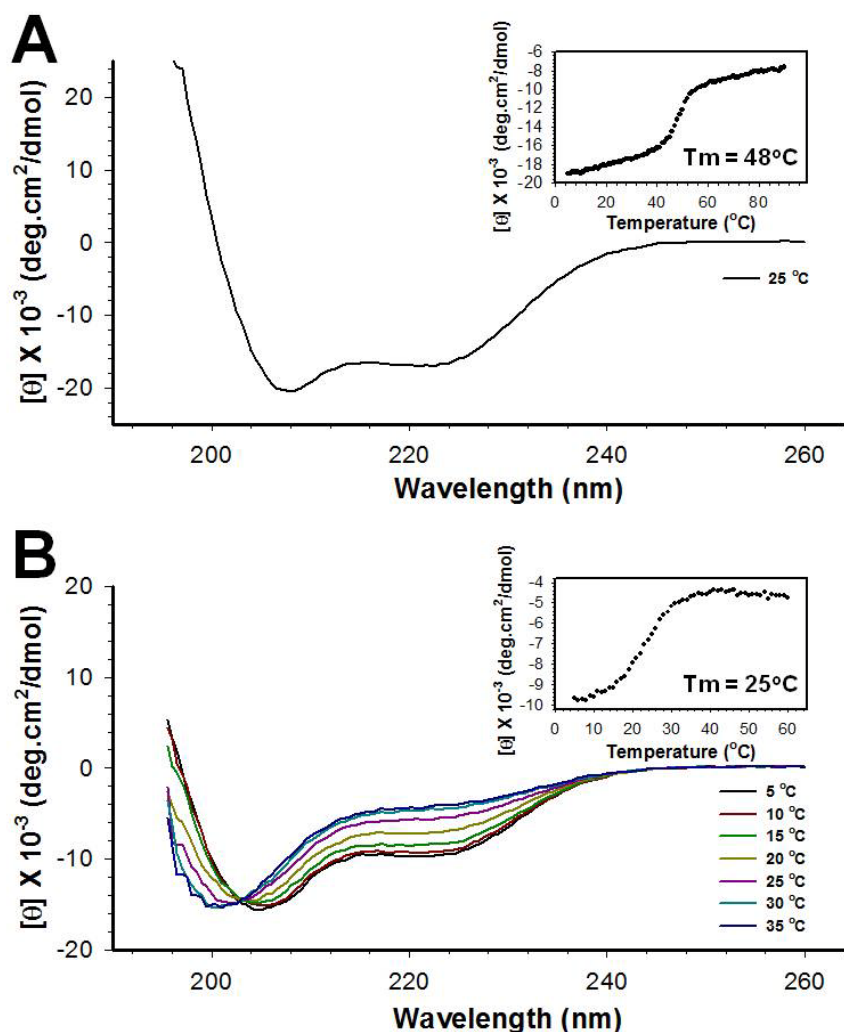 A
[θ] X 10⁻³ (deg.cm²/dmol)
20
10
0
-10
-20
200
220
240
260
Wavelength (nm)
25 °C
[θ] X 10⁻³ (deg.cm²/dmol)
-6
-8
-10
-12
-14
-16
-18
-20
0 20 40 60 80
Temperature (°C)
Tm = 48°C
B
[θ] X 10⁻³ (deg.cm²/dmol)
20
10
0
-10
-20
200
220
240
260
Wavelength (nm)
5 °C
10 °C
15 °C
20 °C
25 °C
30 °C
35 °C
[θ] X 10⁻³ (deg.cm²/dmol)
-4
-5
-6
-7
-8
-9
-10
0 10 20 30 40 50 60
Temperature (°C)
Tm = 25°C